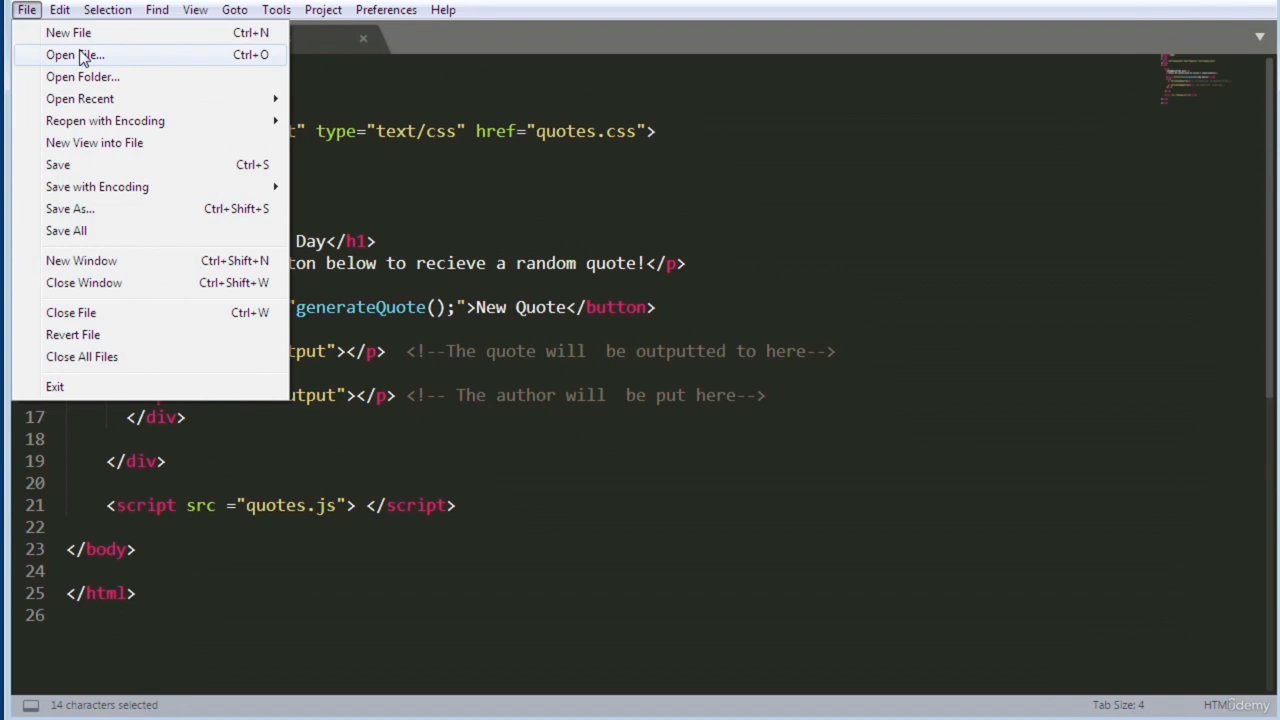 File Edit Selection Find View Goto Tools Project Preferences Help
New File Ctrl+N
Open File... Ctrl+O
Open Folder...
Open Recent
Reopen with Encoding
New View into File
Save Ctrl+S
Save with Encoding
Save As... Ctrl+Shift+S
Save All
New Window Ctrl+Shift+N
Close Window Ctrl+Shift+W
Close File Ctrl+W
Revert File
Close All Files
Exit
t" type="text/css" href="quotes.css">
Day</h1>
ton below to recieve a random quote!</p>
"generateQuote();">New Quote</button>
tput"></p> <!--The quote will be outputted to here-->
utput"></p> <!-- The author will be put here-->
17 </div>
18
19 </div>
20
21 <script src ="quotes.js"> </script>
22
23 </body>
24
25 </html>
26
14 characters selected Tab Size: 4 HTML
Udemy